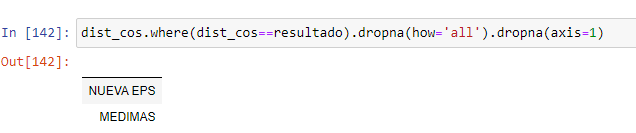 In [142]: dist_cos.where(dist_cos==resultado).dropna(how='all').dropna(axis=1)
Out[142]:
NUEVA EPS
MEDIMAS